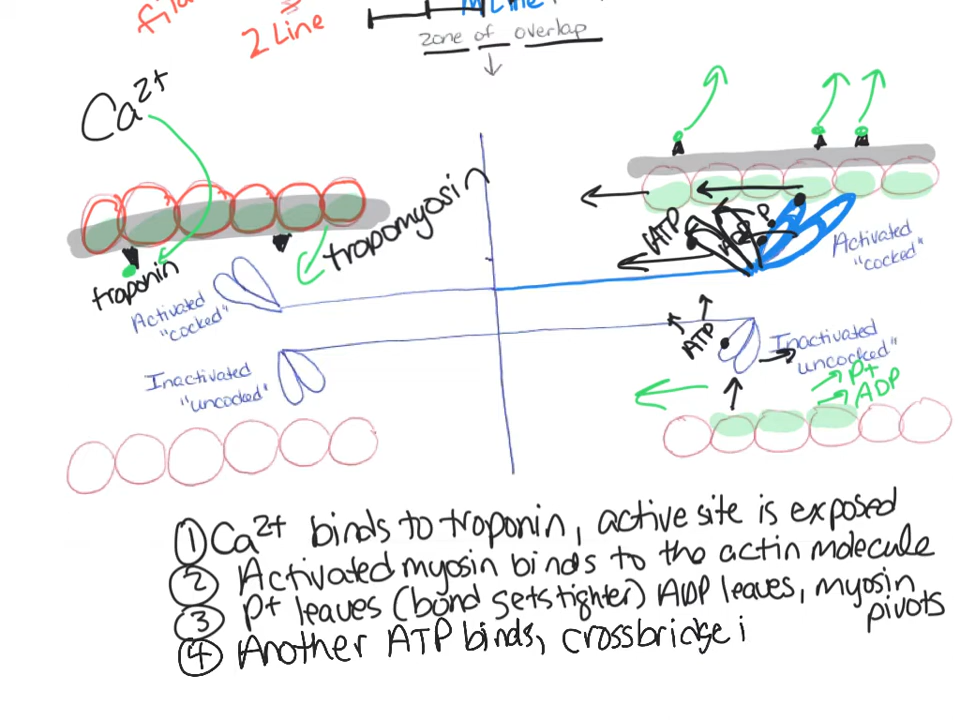 2 Line
M Line
zone of overlap
Ca2+
tropomyosin
troponin
Activated
"cocked"
Inactivated
"uncocked"
ATP
ADP P
Activated
"cocked"
ATP
Inactivated
"uncocked"
P+
ADP
① Ca2+ binds to troponin, active site is exposed
② Activated myosin binds to the actin molecule
③ P+ leaves (bond sets tighter) ADP leaves, myosin
pivots
④ Another ATP binds, crossbridge i